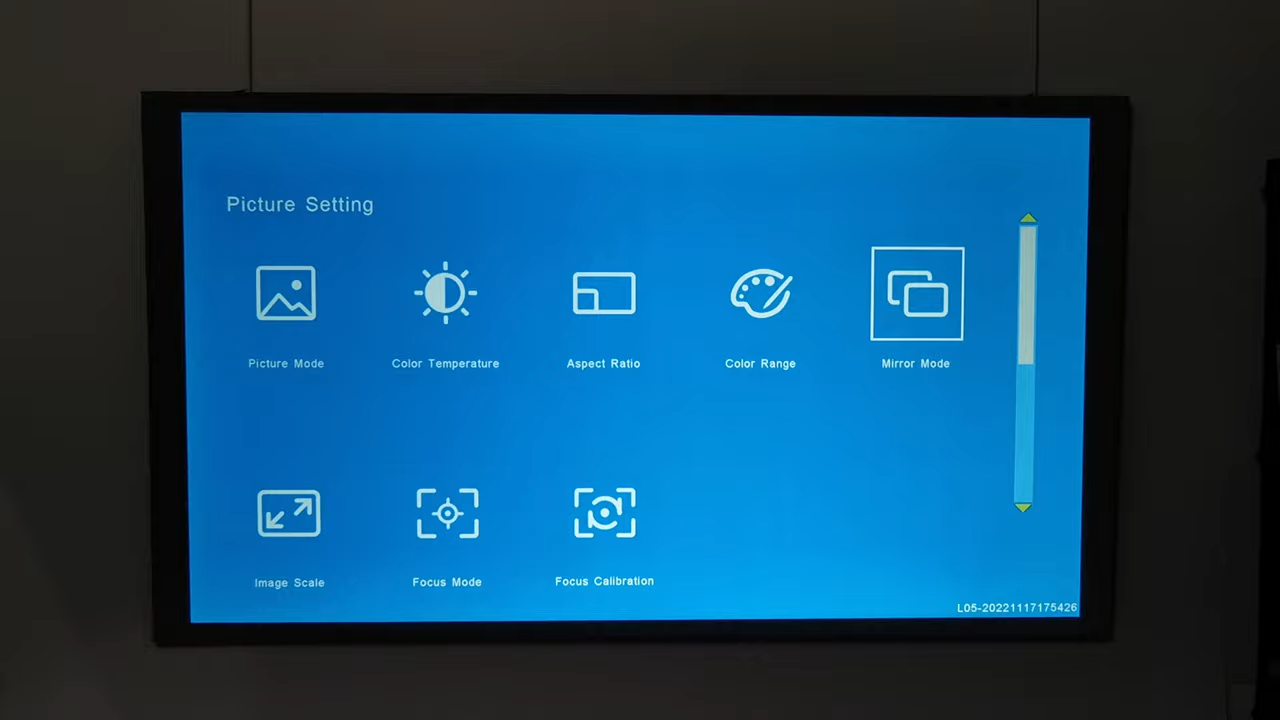 Picture Setting
Picture Mode
Color Temperature
Aspect Ratio
Color Range
Mirror Mode
Image Scale
Focus Mode
Focus Calibration
L05-20221117175426